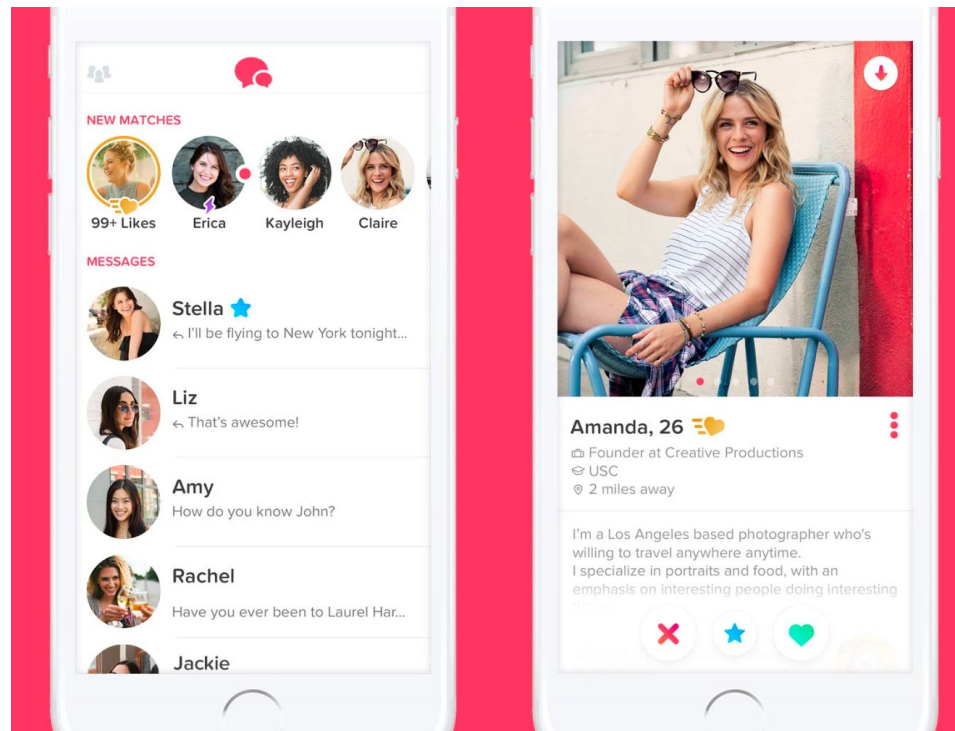 NEW MATCHES
99+ Likes
Erica
Kayleigh
Claire
MESSAGES
Stella
I'll be flying to New York tonight...
Liz
That's awesome!
Amy
How do you know John?
Rachel
Have you ever been to Laurel Har...
Jackie
Amanda, 26
Founder at Creative Productions
USC
2 miles away
I'm a Los Angeles based photographer who's
willing to travel anywhere anytime.
I specialize in portraits and food, with an
emphasis on interesting people doing interesting